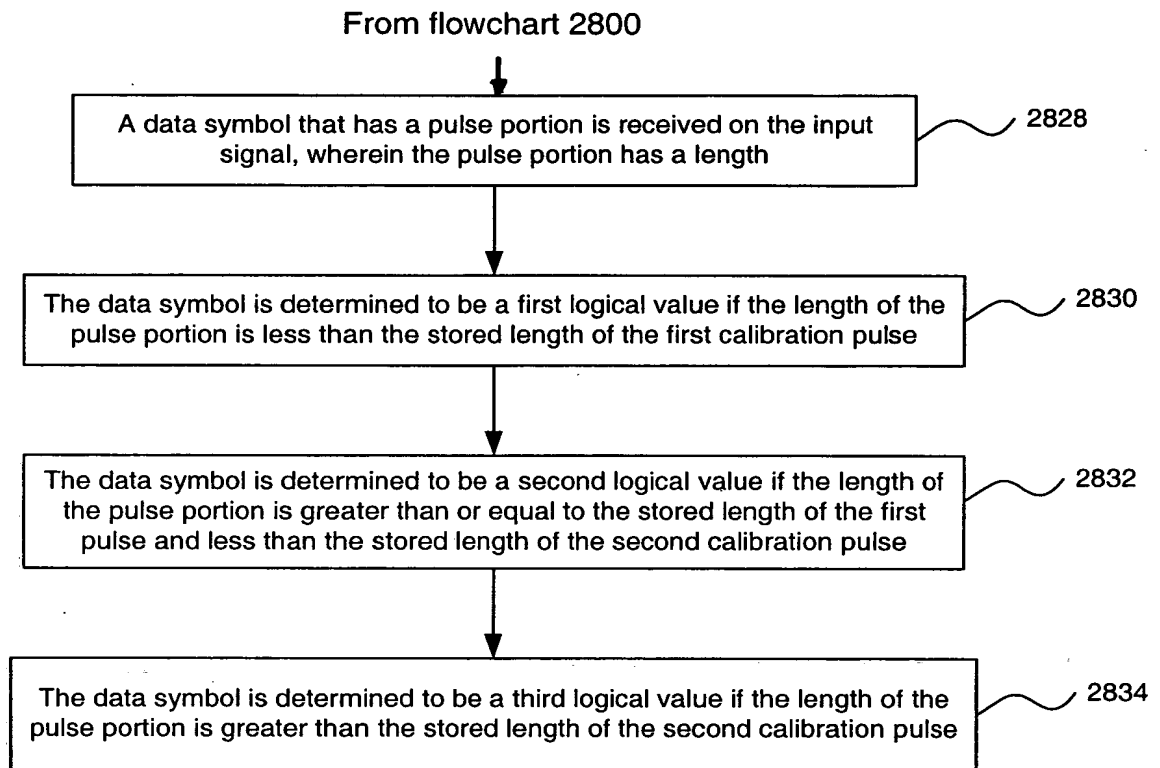 From flowchart 2800
A data symbol that has a pulse portion is received on the input
signal, wherein the pulse portion has a length
2828
The data symbol is determined to be a first logical value if the length of the
pulse portion is less than the stored length of the first calibration pulse
2830
The data symbol is determined to be a second logical value if the length of
the pulse portion is greater than or equal to the stored length of the first
pulse and less than the stored length of the second calibration pulse
2832
The data symbol is determined to be a third logical value if the length of the
pulse portion is greater than the stored length of the second calibration pulse
2834